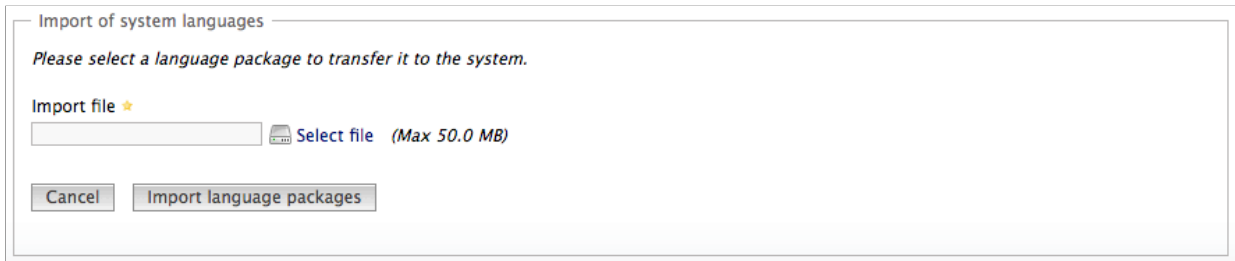 Import of system languages
Please select a language package to transfer it to the system.
Import file
Select file (Max 50.0 MB)
Cancel Import language packages